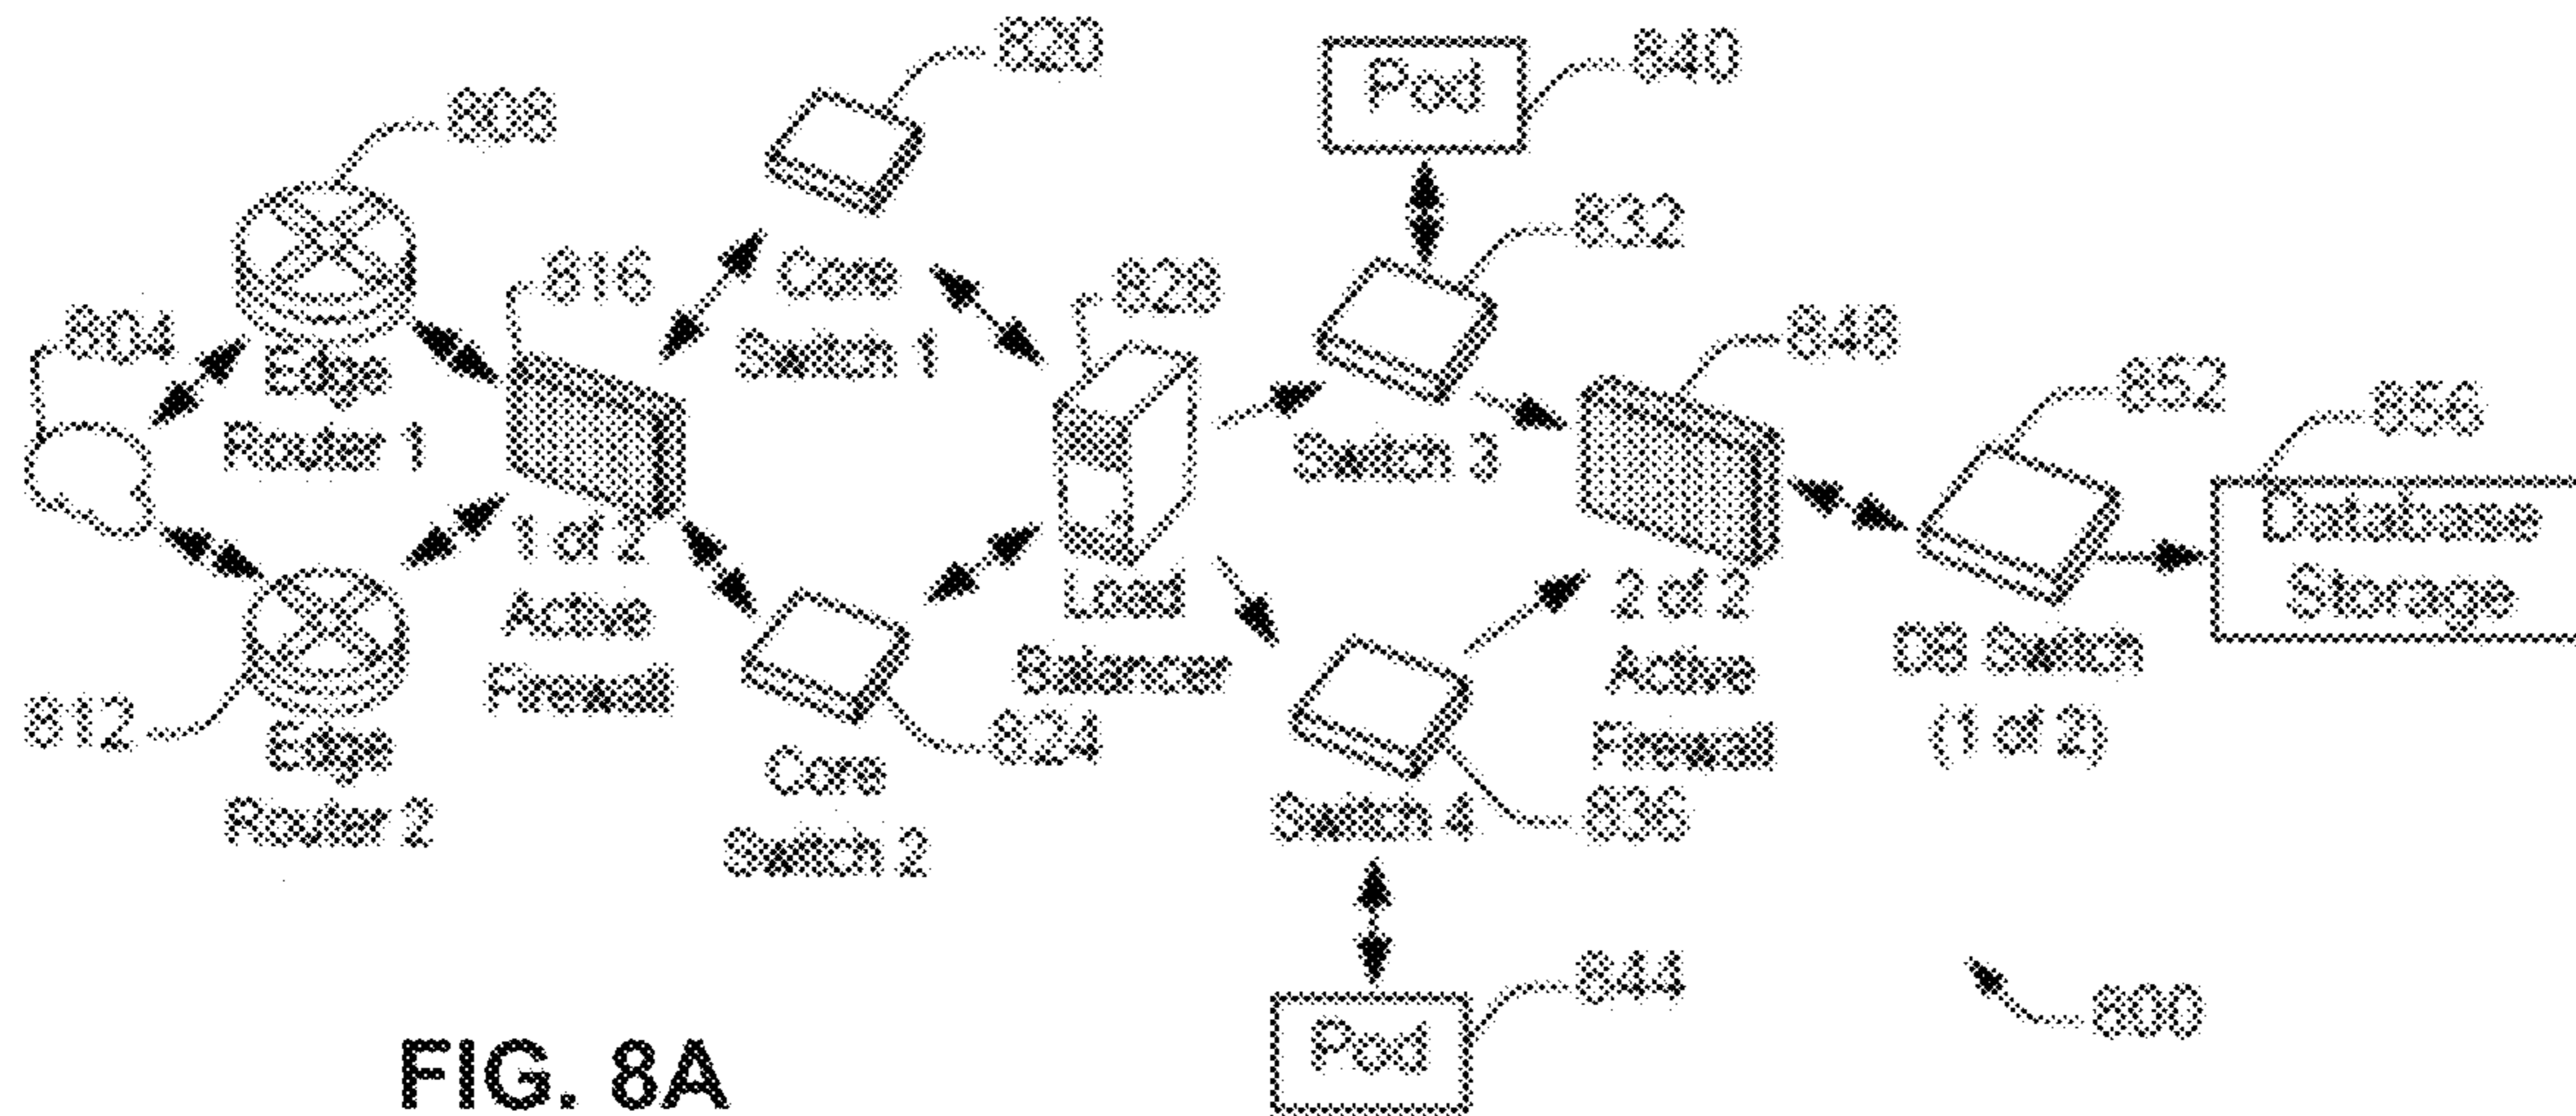 820
840
Pod
808
832
816
Core
Switch 1
828
804
Edge
Router 1
848
852
856
Switch 3
Database
Storage
1 of 2
Active
Firewall
Load
Balancer
2 of 2
Active
Firewall
DB Switch
(1 of 2)
812
Edge
Router 2
824
Core
Switch 2
Switch 4
836
844
Pod
800
FIG. 8A